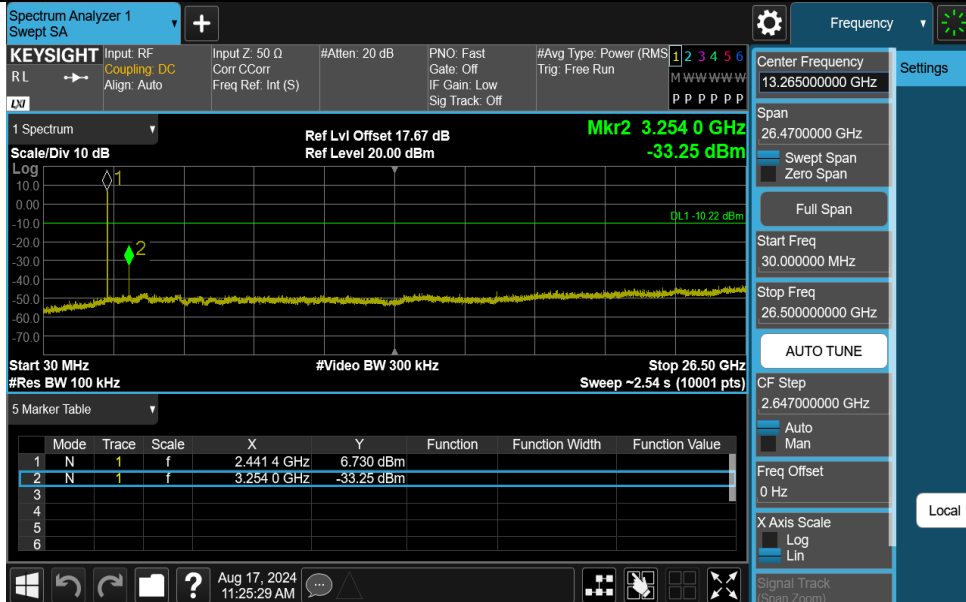 Spectrum Analyzer 1
Swept SA
+
Frequency
KEYSIGHT
R L
LXI
Input: RF
Coupling: DC
Align: Auto
Input Z: 50 Ω
Corr CCorr
Freq Ref: Int (S)
#Atten: 20 dB
PNO: Fast
Gate: Off
IF Gain: Low
Sig Track: Off
#Avg Type: Power (RMS
Trig: Free Run
1 2 3 4 5 6
M W W W W W
P P P P P P
1 Spectrum
Scale/Div 10 dB
Ref Lvl Offset 17.67 dB
Ref Level 20.00 dBm
Mkr2 3.254 0 GHz
-33.25 dBm
Log
10.0
0.00
-10.0
-20.0
-30.0
-40.0
-50.0
-60.0
-70.0
1
2
DL1 -10.22 dBm
Start 30 MHz
#Res BW 100 kHz
#Video BW 300 kHz
Stop 26.50 GHz
Sweep ~2.54 s (10001 pts)
5 Marker Table
Mode Trace Scale X Y Function Function Width Function Value
1 N 1 f 2.441 4 GHz 6.730 dBm
2 N 1 f 3.254 0 GHz -33.25 dBm
3
4
5
6
Center Frequency
13.265000000 GHz
Span
26.4700000 GHz
Swept Span
Zero Span
Full Span
Start Freq
30.000000 MHz
Stop Freq
26.500000000 GHz
AUTO TUNE
CF Step
2.647000000 GHz
Auto
Man
Freq Offset
0 Hz
X Axis Scale
Log
Lin
Signal Track
(Span Zoom)
Settings
Local
?
Aug 17, 2024
11:25:29 AM